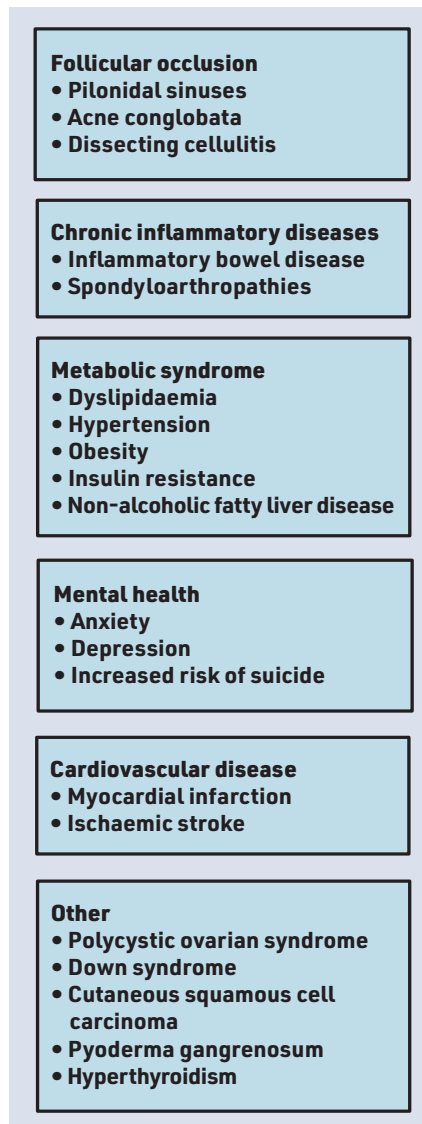 Follicular occlusion
• Pilonidal sinuses
• Acne conglobata
• Dissecting cellulitis
Chronic inflammatory diseases
• Inflammatory bowel disease
• Spondyloarthropathies
Metabolic syndrome
• Dyslipidaemia
• Hypertension
• Obesity
• Insulin resistance
• Non-alcoholic fatty liver disease
Mental health
• Anxiety
• Depression
• Increased risk of suicide
Cardiovascular disease
• Myocardial infarction
• Ischaemic stroke
Other
• Polycystic ovarian syndrome
• Down syndrome
• Cutaneous squamous cell
carcinoma
• Pyoderma gangrenosum
• Hyperthyroidism